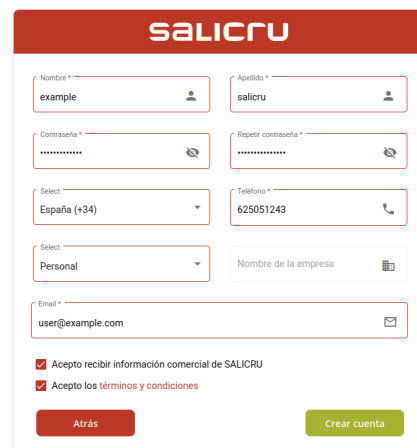 SALICRU
Nombre * Apellido *
example salicru
Contraseña * Repetir contraseña *
Select Teléfono *
España (+34) 625051243
Select
Personal Nombre de la empresa
Email *
user@example.com
Acepto recibir información comercial de SALICRU
Acepto los términos y condiciones
Atrás Crear cuenta